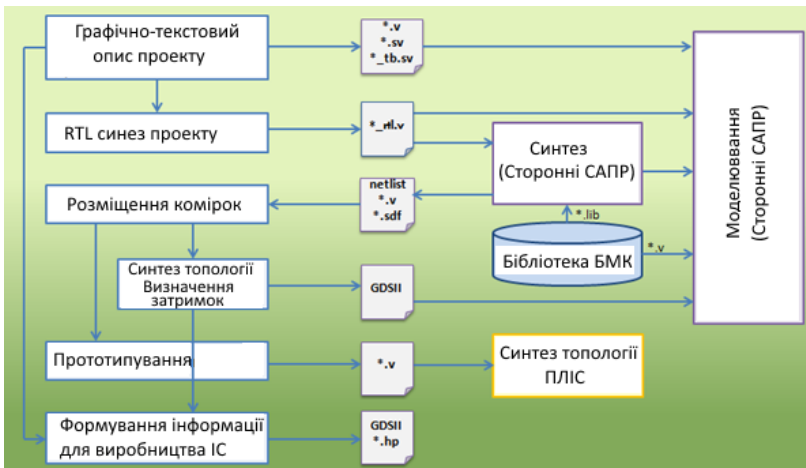 Графічно-текстовий
опис проекту
*.v
*.sv
*_tb.sv
RTL синез проекту
*_rtl.v
Синтез
(Сторонні САПР)
Моделюввання
(Сторонні САПР)
Розміщення комірок
netlist
*.v
*.sdf
*.lib
Бібліотека БМК
*.v
Синтез топології
Визначення
затримок
GDSII
Прототипування
*.v
Синтез топології
ПЛІС
Формування інформації
для виробництва ІС
GDSII
*.hp